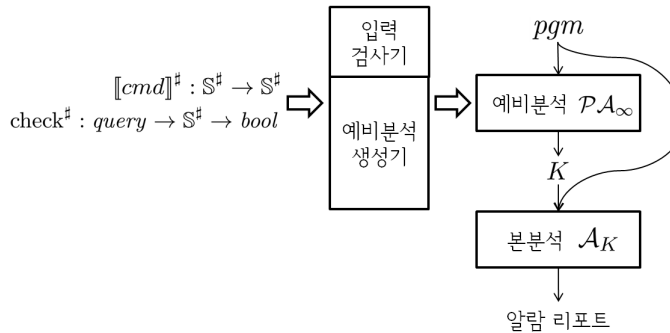 ⟦cmd⟧♯ : 𝕊♯ → 𝕊♯
check♯ : query → 𝕊♯ → bool
입력
검사기
예비분석
생성기
pgm
예비분석 𝒫𝒜∞
K
본분석 𝒜K
알람 리포트